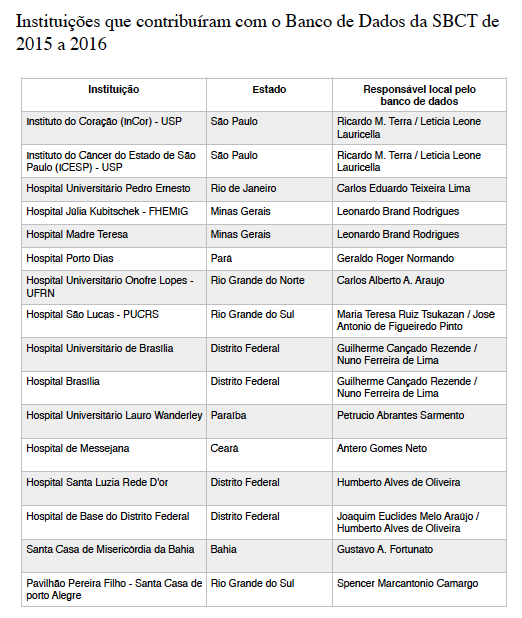 Instituições que contribuíram com o Banco de Dados da SBCT de
2015 a 2016
Instituição Estado Responsável local pelo
banco de dados
Instituto do Coração (InCor) - USP São Paulo Ricardo M. Terra / Leticia Leone
Lauricella
Instituto do Câncer do Estado de São São Paulo Ricardo M. Terra / Leticia Leone
Paulo (ICESP) - USP Lauricella
Hospital Universitário Pedro Ernesto Rio de Janeiro Carlos Eduardo Teixeira Lima
Hospital Júlia Kubitschek - FHEMIG Minas Gerais Leonardo Brand Rodrigues
Hospital Madre Teresa Minas Gerais Leonardo Brand Rodrigues
Hospital Porto Dias Pará Geraldo Roger Normando
Hospital Universitário Onofre Lopes - Rio Grande do Norte Carlos Alberto A. Araujo
UFRN
Hospital São Lucas - PUCRS Rio Grande do Sul Maria Teresa Ruiz Tsukazan / José
Antonio de Figueiredo Pinto
Hospital Universitário de Brasília Distrito Federal Guilherme Cançado Rezende /
Nuno Ferreira de Lima
Hospital Brasília Distrito Federal Guilherme Cançado Rezende /
Nuno Ferreira de Lima
Hospital Universitário Lauro Wanderley Paraíba Petrucio Abrantes Sarmento
Hospital de Messejana Ceará Antero Gomes Neto
Hospital Santa Luzia Rede D'or Distrito Federal Humberto Alves de Oliveira
Hospital de Base do Distrito Federal Distrito Federal Joaquim Euclides Melo Araújo /
Humberto Alves de Oliveira
Santa Casa de Misericórdia da Bahia Bahia Gustavo A. Fortunato
Pavilhão Pereira Filho - Santa Casa de Rio Grande do Sul Spencer Marcantonio Camargo
porto Alegre